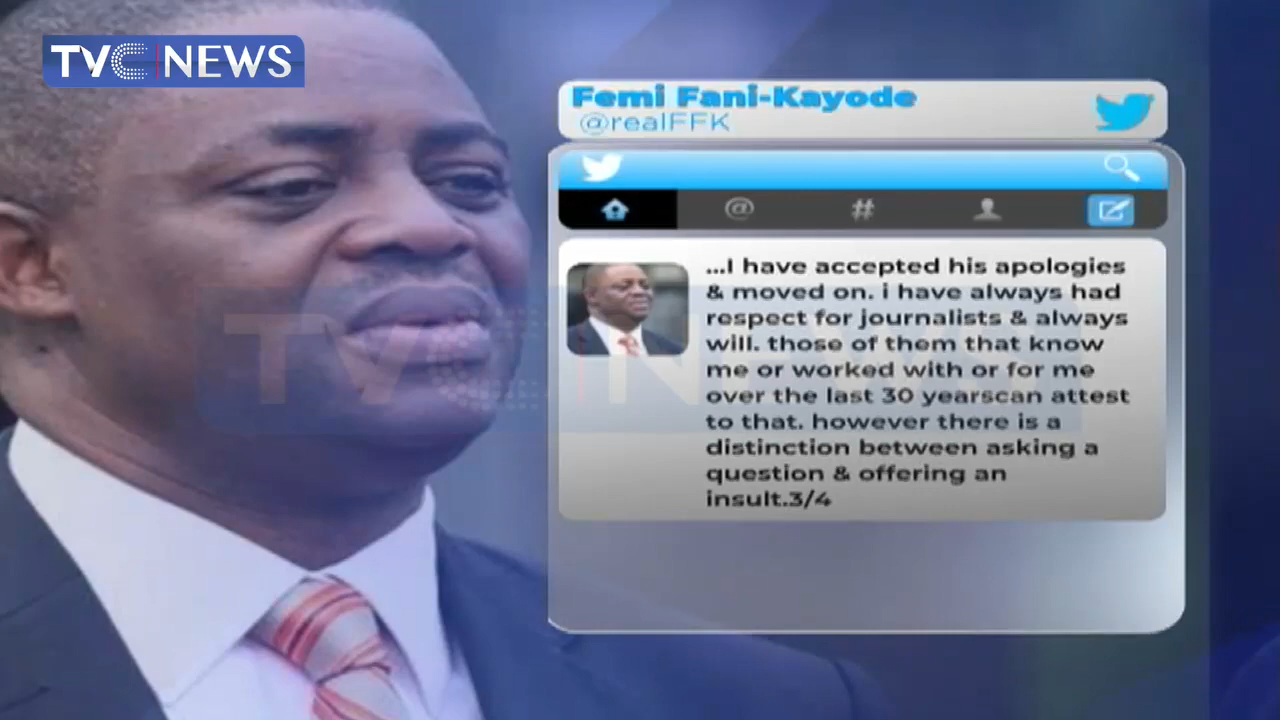 TVC NEWS
Femi Fani-Kayode
@realFFK
@
#
...I have accepted his apologies
& moved on. i have always had
respect for journalists & always
will. those of them that know
me or worked with or for me
over the last 30 yearscan attest
to that. however there is a
distinction between asking a
question & offering an
insult.3/4
TVC NEWS